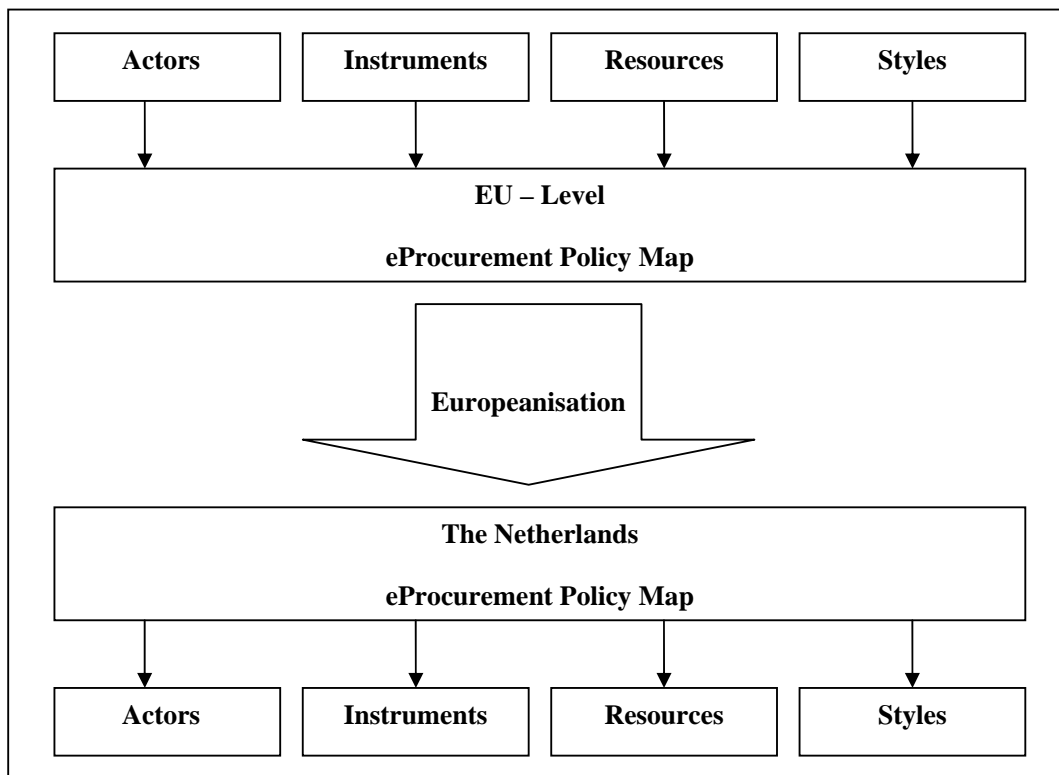 Actors
Instruments
Resources
Styles
EU – Level
eProcurement Policy Map
Europeanisation
The Netherlands
eProcurement Policy Map
Actors
Instruments
Resources
Styles